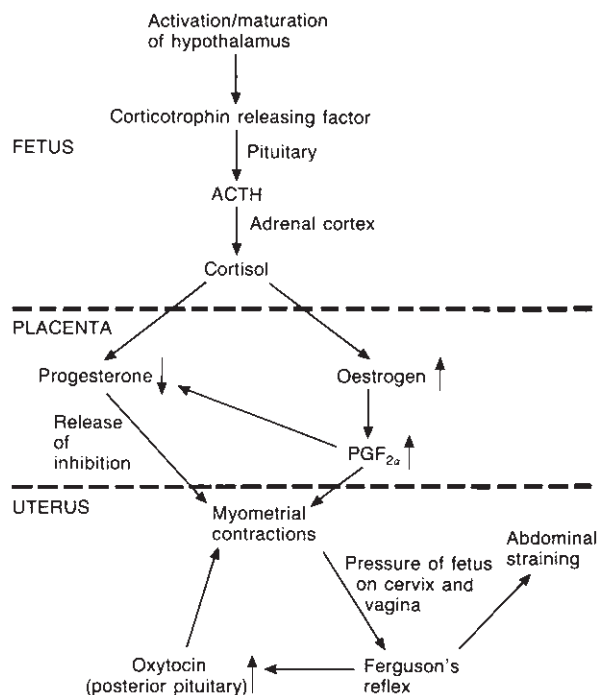 Activation/maturation
of hypothalamus
Corticotrophin releasing factor
FETUS
Pituitary
ACTH
Adrenal cortex
Cortisol
PLACENTA
Progesterone
Oestrogen
Release
of
inhibition
PGF2α
UTERUS
Myometrial
contractions
Abdominal
straining
Pressure of fetus
on cervix and
vagina
Oxytocin
(posterior pituitary)
Ferguson's
reflex